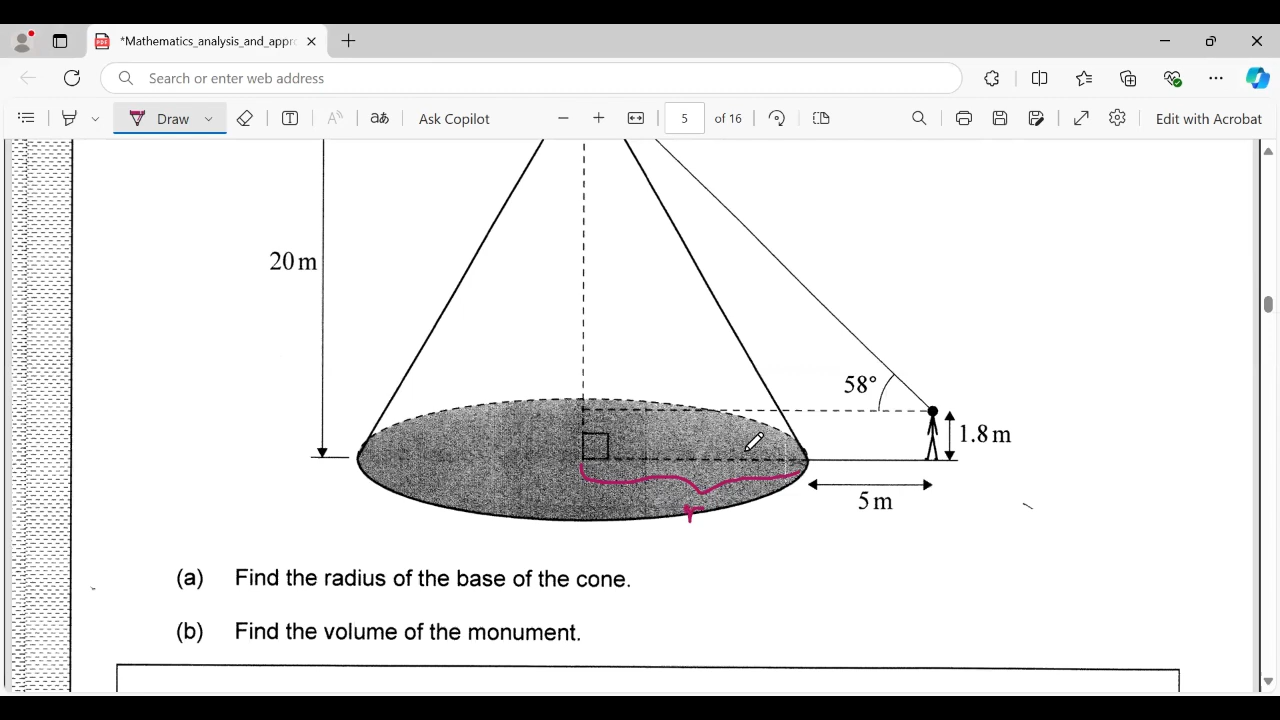 *Mathematics_analysis_and_appro
Search or enter web address
Draw
Ask Copilot
5 of 16
Edit with Acrobat
20 m
58°
1.8 m
5 m
r
(a) Find the radius of the base of the cone.
(b) Find the volume of the monument.